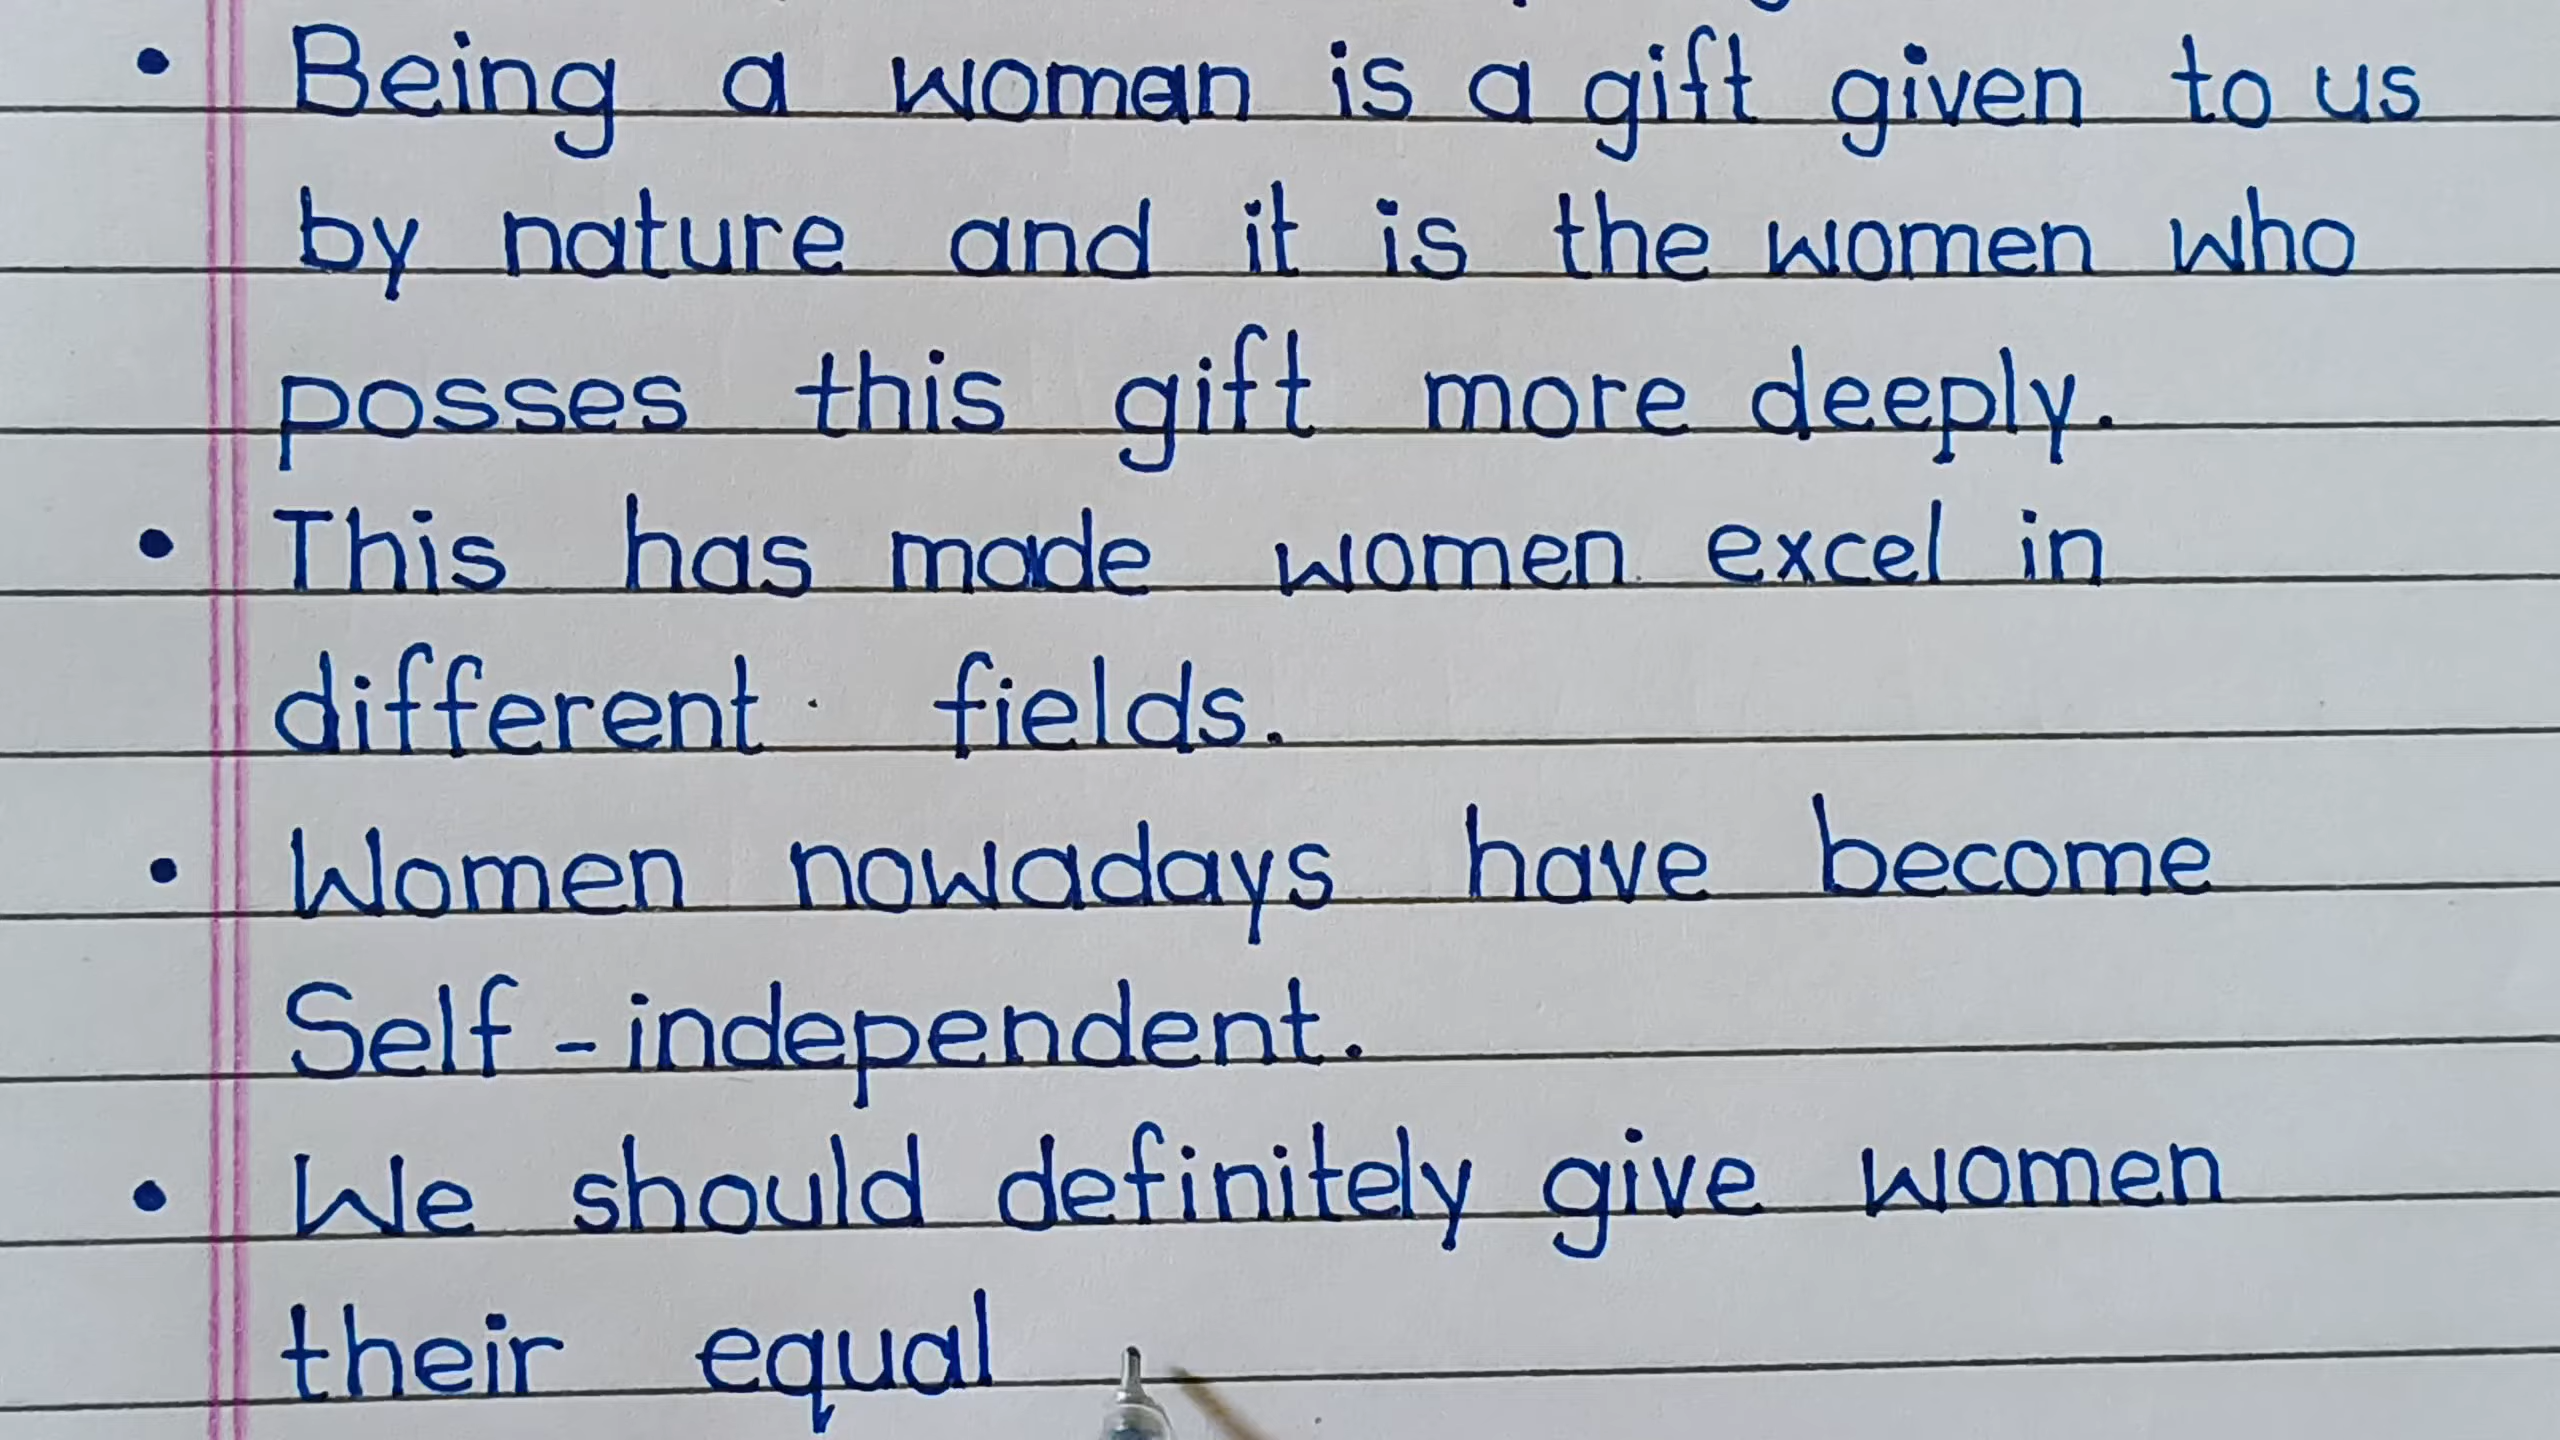 • Being a woman is a gift given to us
by nature and it is the women who
posses this gift more deeply.
• This has made women excel in
different fields.
• Women nowadays have become
Self-independent.
• We should definitely give women
their equal